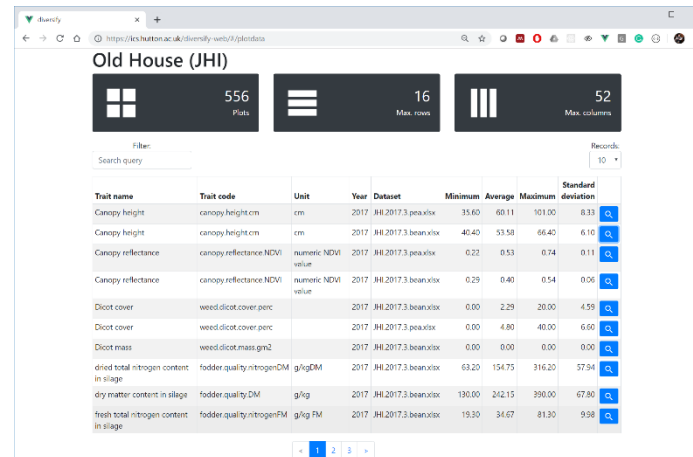 diversify
https://ics.hutton.ac.uk/diversify-web/#/plotdata
Old House (JHI)
556
Plots
16
Max. rows
52
Max. columns
Filter:
Records:
Search query
10
Trait name Trait code Unit Year Dataset Minimum Average Maximum Standard deviation
Canopy height canopy.height.cm cm 2017 JHI.2017.3.pea.xlsx 35.60 60.11 101.00 8.33
Canopy height canopy.height.cm cm 2017 JHI.2017.3.bean.xlsx 40.40 53.58 66.40 6.10
Canopy reflectance canopy.reflectance.NDVI numeric NDVI value 2017 JHI.2017.3.pea.xlsx 0.22 0.53 0.74 0.11
Canopy reflectance canopy.reflectance.NDVI numeric NDVI value 2017 JHI.2017.3.bean.xlsx 0.29 0.40 0.54 0.06
Dicot cover weed.dicot.cover.perc 2017 JHI.2017.3.bean.xlsx 0.00 2.29 20.00 4.59
Dicot cover weed.dicot.cover.perc 2017 JHI.2017.3.pea.xlsx 0.00 4.80 40.00 6.60
Dicot mass weed.dicot.mass.gm2 2017 JHI.2017.3.bean.xlsx 0.00 0.00 0.00 0.00
dried total nitrogen content in silage fodder.quality.nitrogenDM g/kgDM 2017 JHI.2017.3.bean.xlsx 63.20 154.75 316.20 57.94
dry matter content in silage fodder.quality.DM g/kg 2017 JHI.2017.3.bean.xlsx 130.00 242.15 390.00 67.80
fresh total nitrogen content in silage fodder.quality.nitrogenFM g/kg FM 2017 JHI.2017.3.bean.xlsx 19.30 34.67 81.30 9.98
« 1 2 3 »